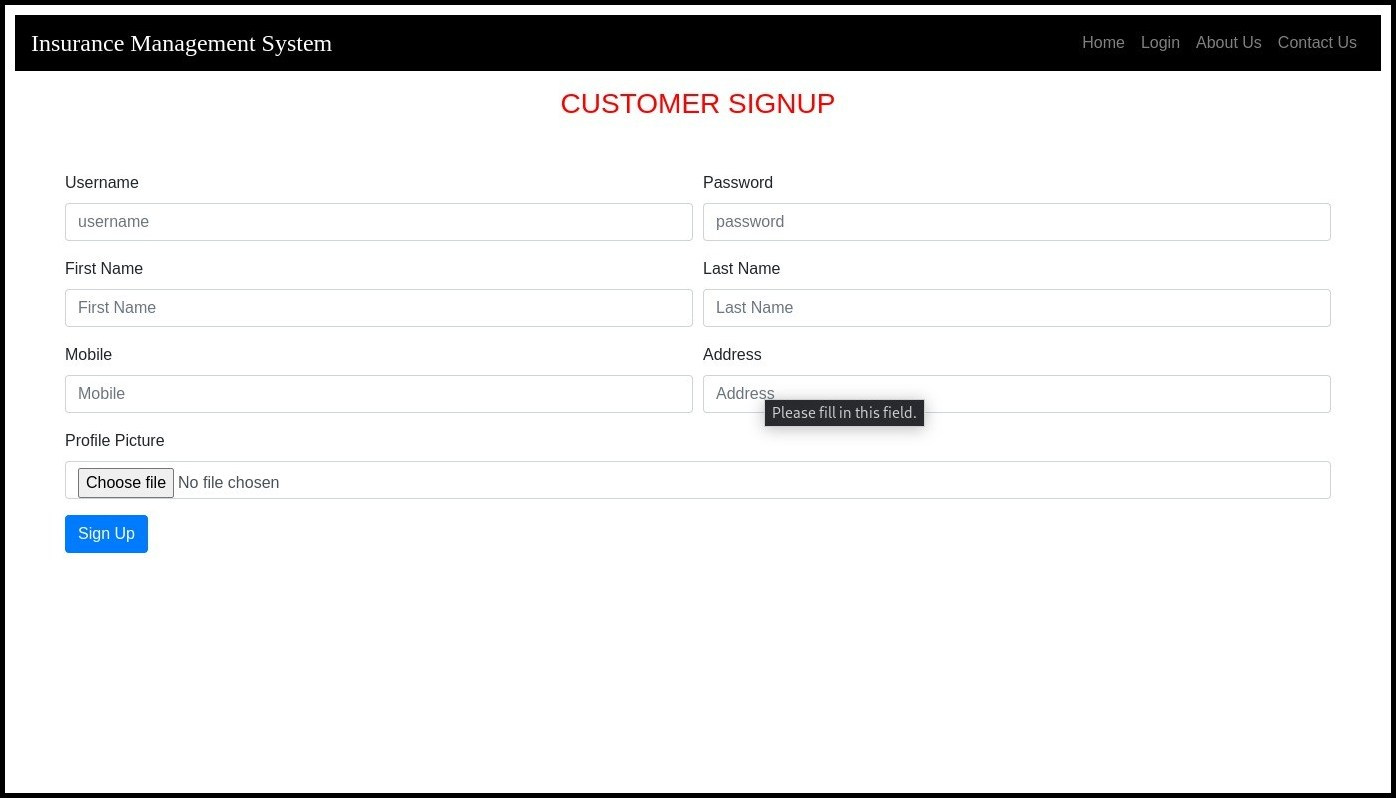 Insurance Management System Home Login About Us Contact Us
CUSTOMER SIGNUP
Username Password
username password
First Name Last Name
First Name Last Name
Mobile Address
Mobile Address
Please fill in this field.
Profile Picture
Choose file No file chosen
Sign Up